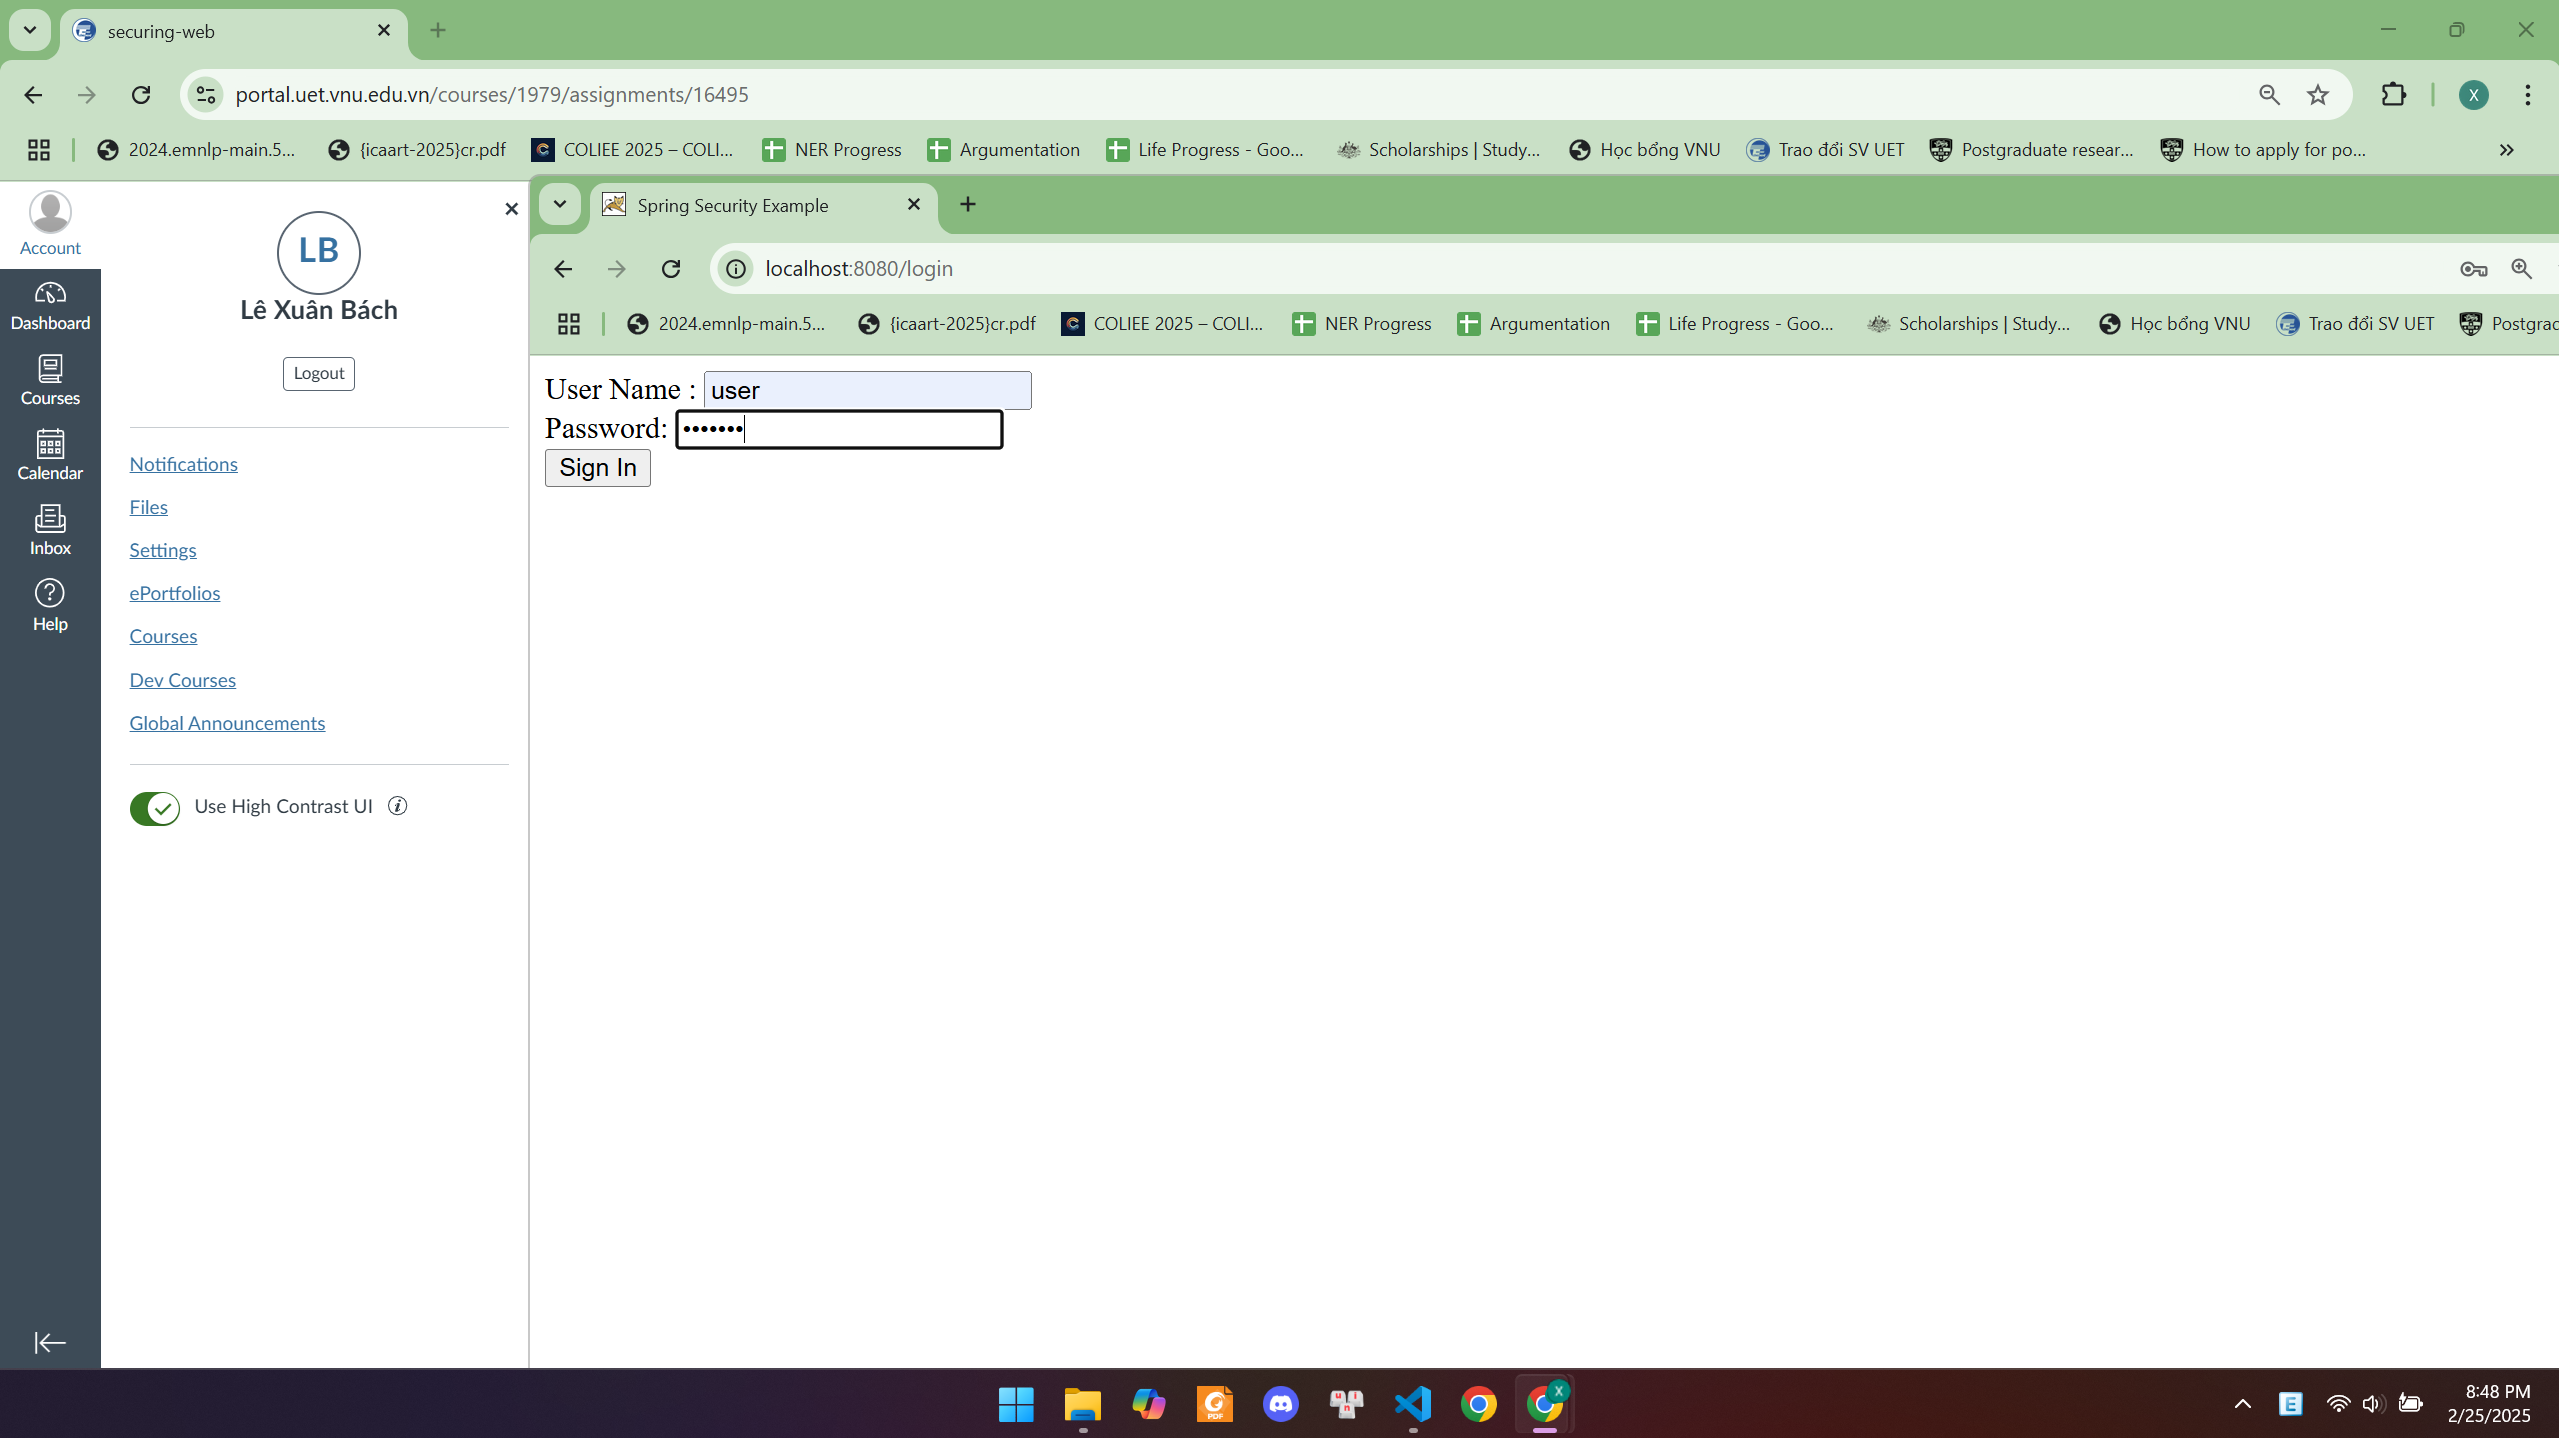 securing-web
portal.uet.vnu.edu.vn/courses/1979/assignments/16495
X
2024.emnlp-main.5...
{icaart-2025}cr.pdf
COLIEE 2025 – COLI...
NER Progress
Argumentation
Life Progress - Goo...
Scholarships | Study...
Học bổng VNU
Trao đổi SV UET
Postgraduate resear...
How to apply for po...
Account
Dashboard
Courses
Calendar
Inbox
Help
LB
Lê Xuân Bách
Logout
Notifications
Files
Settings
ePortfolios
Courses
Dev Courses
Global Announcements
Use High Contrast UI
Spring Security Example
localhost:8080/login
2024.emnlp-main.5...
{icaart-2025}cr.pdf
COLIEE 2025 – COLI...
NER Progress
Argumentation
Life Progress - Goo...
Scholarships | Study...
Học bổng VNU
Trao đổi SV UET
Postgrad
User Name : user
Password: •••••••
Sign In
PDF
u i n
X
E
8:48 PM
2/25/2025